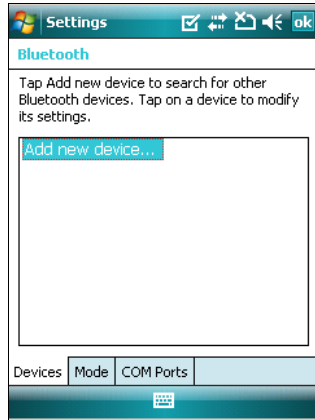 Settings
ok
Bluetooth
Tap Add new device to search for other
Bluetooth devices. Tap on a device to modify
its settings.
Add new device...
Devices Mode COM Ports